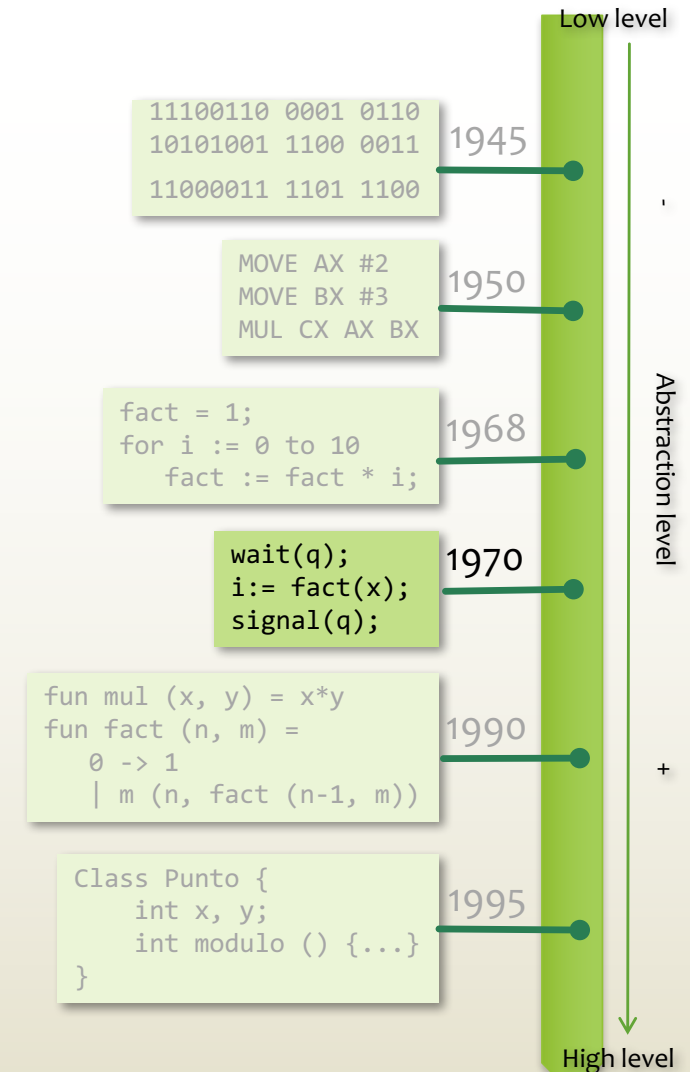 Low level
11100110 0001 0110
10101001 1100 0011
11000011 1101 1100
1945
-
MOVE AX #2
MOVE BX #3
MUL CX AX BX
1950
fact = 1;
for i := 0 to 10
fact := fact * i;
1968
Abstraction level
wait(q);
i:= fact(x);
signal(q);
1970
fun mul (x, y) = x*y
fun fact (n, m) =
0 -> 1
| m (n, fact (n-1, m))
1990
+
Class Punto {
int x, y;
int modulo () {...}
}
1995
High level